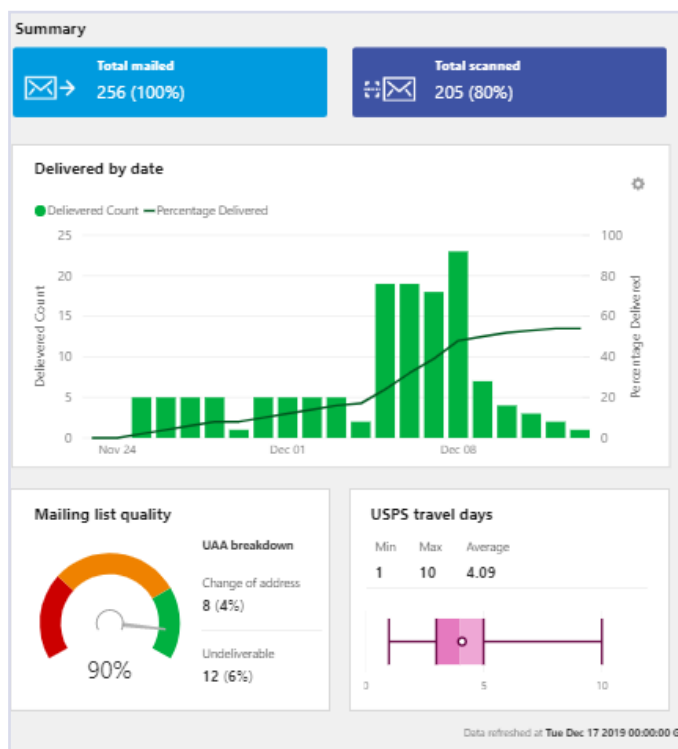 Summary
Total mailed
256 (100%)
Total scanned
205 (80%)
Delivered by date
Delievered Count
Percentage Delivered
25
20
15
10
5
0
Delievered Count
100
80
60
40
20
0
Percentage Delivered
Nov 24
Dec 01
Dec 08
Mailing list quality
90%
UAA breakdown
Change of address
8 (4%)
Undeliverable
12 (6%)
USPS travel days
Min Max Average
1 10 4.09
0 5 10
Data refreshed at Tue Dec 17 2019 00:00:00 G